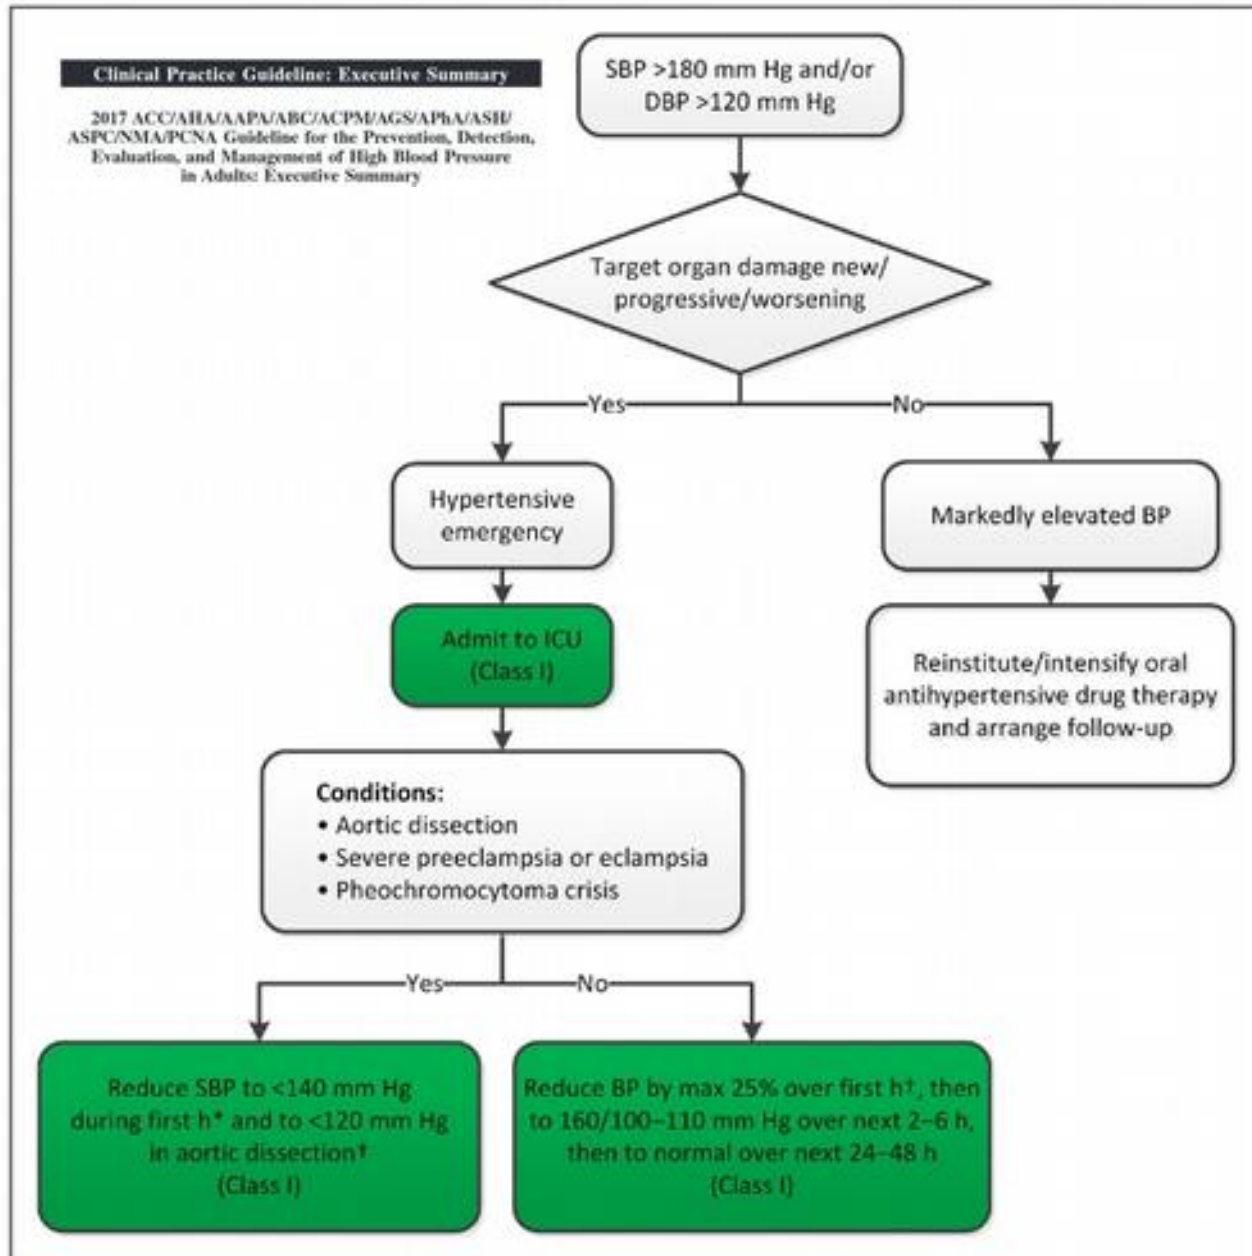 Clinical Practice Guideline: Executive Summary
2017 ACC/AHA/AAPA/ABC/ACPM/AGS/APhA/ASH/
ASPC/NMA/PCNA Guideline for the Prevention, Detection,
Evaluation, and Management of High Blood Pressure
in Adults: Executive Summary
SBP >180 mm Hg and/or
DBP >120 mm Hg
Target organ damage new/
progressive/worsening
Yes
No
Hypertensive
emergency
Markedly elevated BP
Admit to ICU
(Class I)
Reinstitute/intensify oral
antihypertensive drug therapy
and arrange follow-up
Conditions:
• Aortic dissection
• Severe preeclampsia or eclampsia
• Pheochromocytoma crisis
Yes
No
Reduce SBP to <140 mm Hg
during first h* and to <120 mm Hg
in aortic dissection†
(Class I)
Reduce BP by max 25% over first h†, then
to 160/100–110 mm Hg over next 2–6 h,
then to normal over next 24–48 h
(Class I)